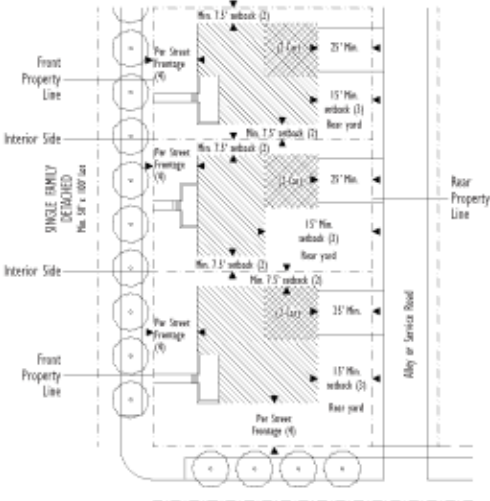 Min. 7.5' setback (2)
Per Street
Frontage
(4)
(2-Car)
25' Min.
Front
Property
Line
15' Min.
setback (3)
Rear yard
Interior Side
Min. 7.5' setback (2)
Min. 7.5' setback (2)
Per Street
Frontage
(4)
(2-Car)
25' Min.
SINGLE FAMILY
DETACHED
Rear
Property
Line
15' Min.
setback (3)
Rear yard
Interior Side
Min. 7.5' setback (2)
Min. 7.5' setback (2)
Per Street
Frontage
(4)
(2-Car)
25' Min.
Alley or Service Road
Front
Property
Line
15' Min.
setback (3)
Rear yard
Per Street
Frontage (4)